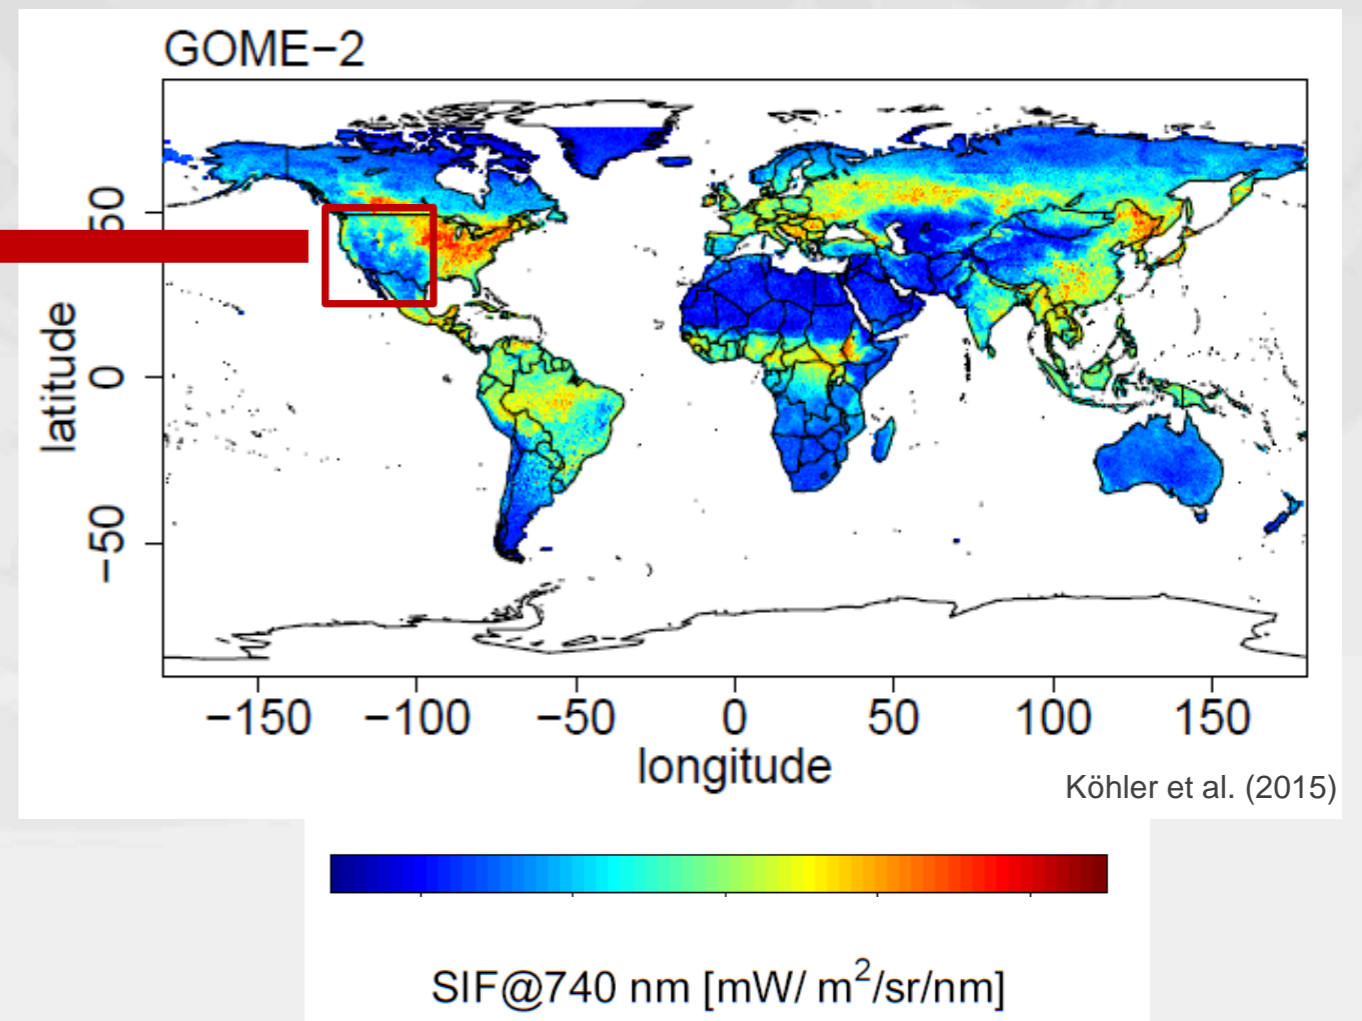 GOME−2
50
0
−50
latitude
−150 −100 −50 0 50 100 150
longitude
Köhler et al. (2015)
SIF@740 nm [mW/ m²/sr/nm]